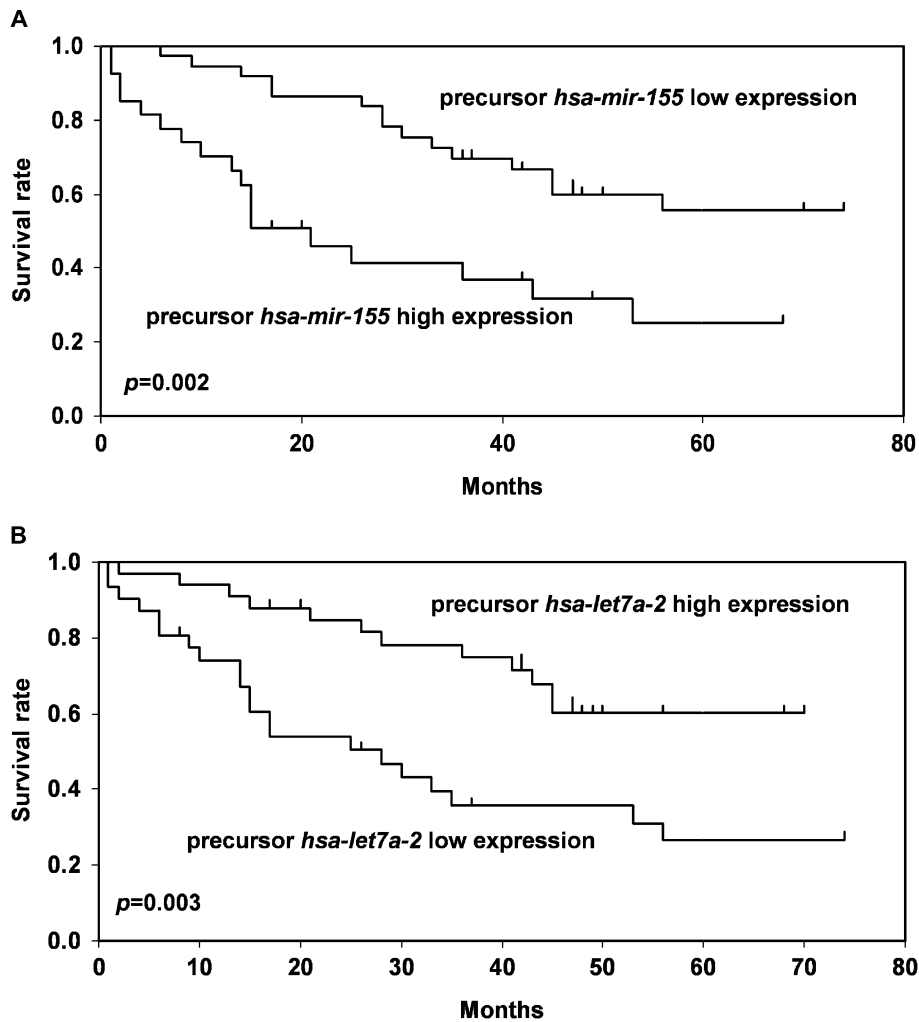 A
1.0
0.8
0.6
0.4
0.2
0.0
Survival rate
precursor hsa-mir-155 low expression
precursor hsa-mir-155 high expression
p=0.002
0 20 40 60 80
Months
B
1.0
0.8
0.6
0.4
0.2
0.0
Survival rate
precursor hsa-let7a-2 high expression
precursor hsa-let7a-2 low expression
p=0.003
0 10 20 30 40 50 60 70 80
Months